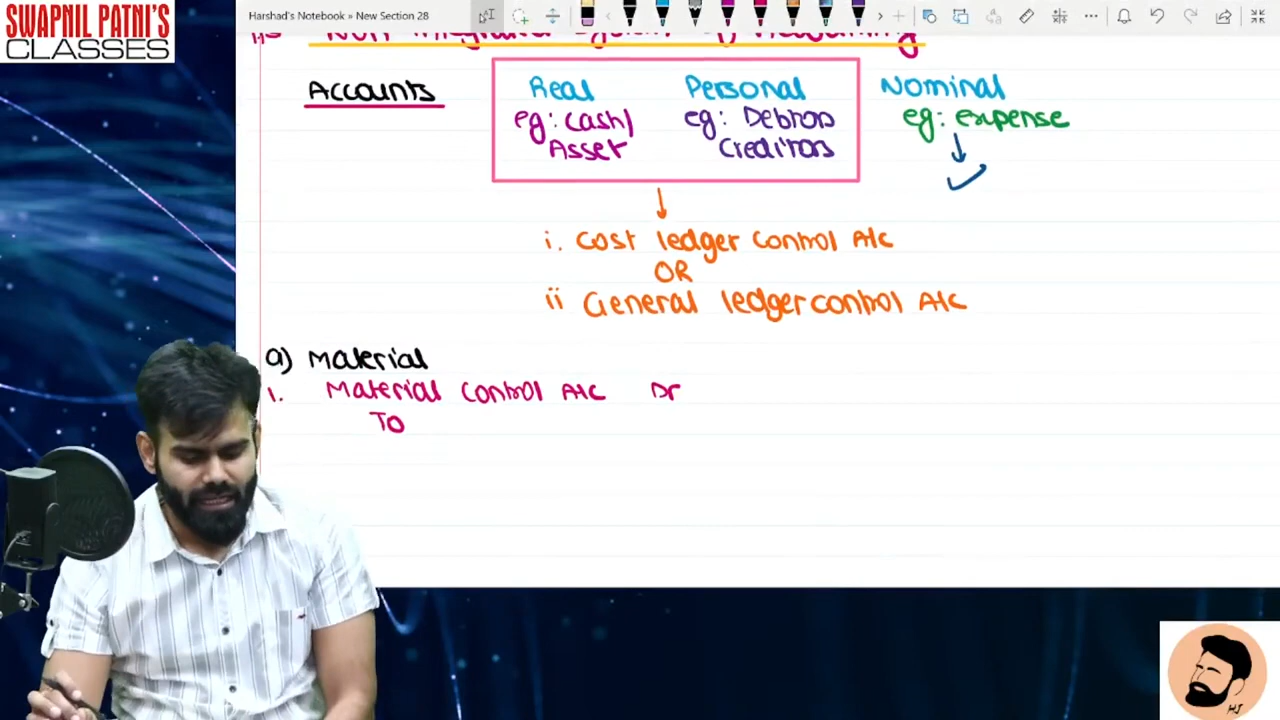 SWAPNIL PATNI'S
CLASSES
Harshad's Notebook » New Section 28
Accounts
Real
Personal
Nominal
eg: Cash/
Asset
eg: Debtors
Creditors
eg: expense
i. Cost ledger control A/c
OR
ii General ledger control A/c
a) Material
i. Material Control A/c Dr
To
HJ